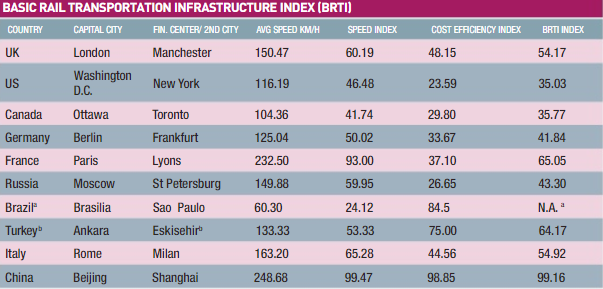 BASIC RAIL TRANSPORTATION INFRASTRUCTURE INDEX (BRTI)
COUNTRY CAPITAL CITY FIN. CENTER/ 2ND CITY AVG SPEED KM/H SPEED INDEX COST EFFICIENCY INDEX BRTI INDEX
UK London Manchester 150.47 60.19 48.15 54.17
US Washington D.C. New York 116.19 46.48 23.59 35.03
Canada Ottawa Toronto 104.36 41.74 29.80 35.77
Germany Berlin Frankfurt 125.04 50.02 33.67 41.84
France Paris Lyons 232.50 93.00 37.10 65.05
Russia Moscow St Petersburg 149.88 59.95 26.65 43.30
Brazilᵃ Brasilia Sao Paulo 60.30 24.12 84.5 N.A. ᵃ
Turkeyᵇ Ankara Eskisehirᵇ 133.33 53.33 75.00 64.17
Italy Rome Milan 163.20 65.28 44.56 54.92
China Beijing Shanghai 248.68 99.47 98.85 99.16